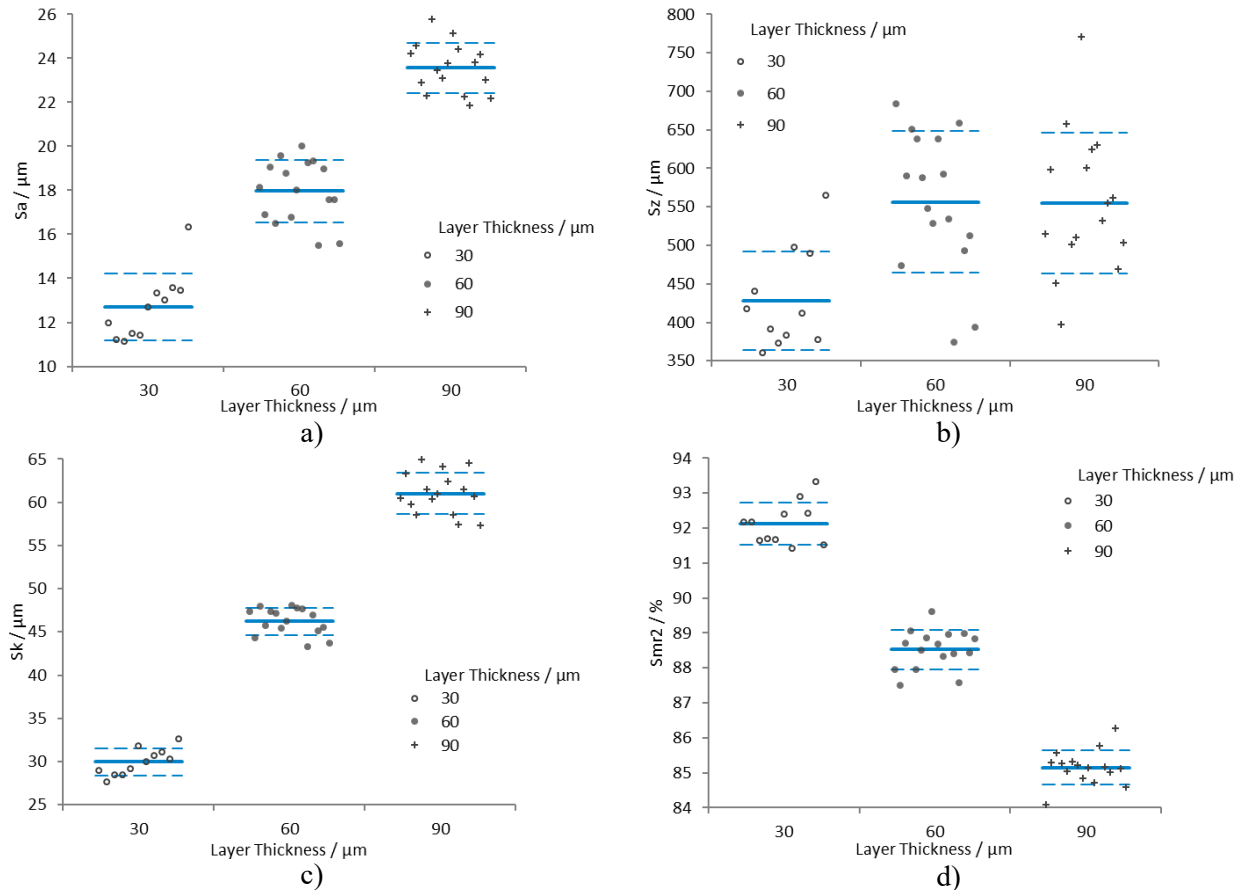 26
24
22
20
18
16
14
12
10
Sa / µm
Layer Thickness / µm
30
60
90
30 60 90
Layer Thickness / µm
a)
800
750
700
650
600
550
500
450
400
350
Sz / µm
Layer Thickness / µm
30
60
90
30 60 90
Layer Thickness / µm
b)
65
60
55
50
45
40
35
30
25
Sk / µm
Layer Thickness / µm
30
60
90
30 60 90
Layer Thickness / µm
c)
94
93
92
91
90
89
88
87
86
85
84
Smr2 / %
Layer Thickness / µm
30
60
90
30 60 90
Layer Thickness / µm
d)